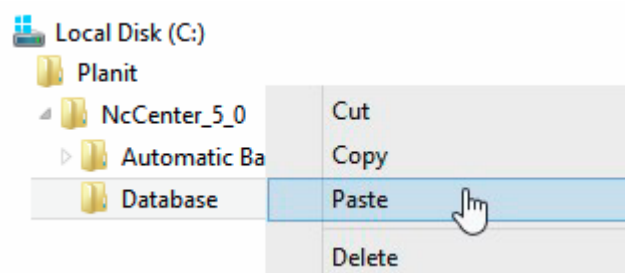 Local Disk (C:)
Planit
NcCenter_5_0
Automatic Ba
Database
Cut
Copy
Paste
Delete